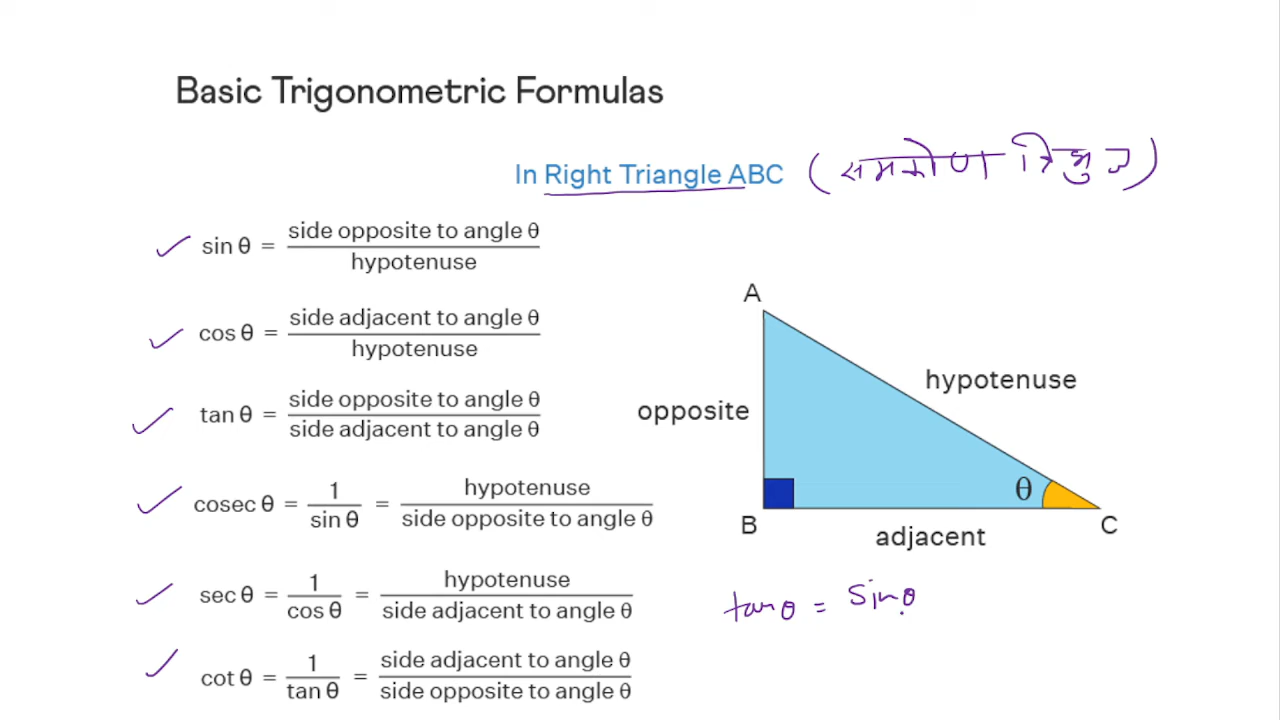 Basic Trigonometric Formulas
In Right Triangle ABC (समकोण त्रिभुज)
sin θ = side opposite to angle θ / hypotenuse
cos θ = side adjacent to angle θ / hypotenuse
tan θ = side opposite to angle θ / side adjacent to angle θ
cosec θ = 1 / sin θ = hypotenuse / side opposite to angle θ
sec θ = 1 / cos θ = hypotenuse / side adjacent to angle θ
cot θ = 1 / tan θ = side adjacent to angle θ / side opposite to angle θ
A
hypotenuse
opposite
θ
B
C
adjacent
tan θ = sin θ